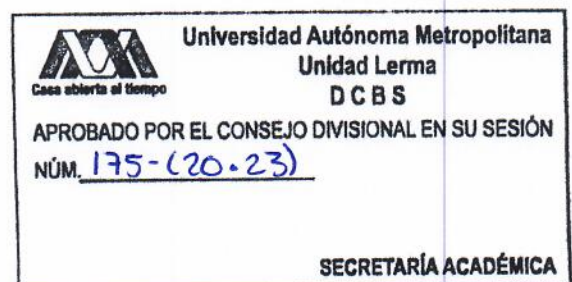 Universidad Autónoma Metropolitana
Unidad Lerma
Casa abierta al tiempo
DCBS
APROBADO POR EL CONSEJO DIVISIONAL EN SU SESIÓN
NÚM. 175-(20.23)
SECRETARÍA ACADÉMICA